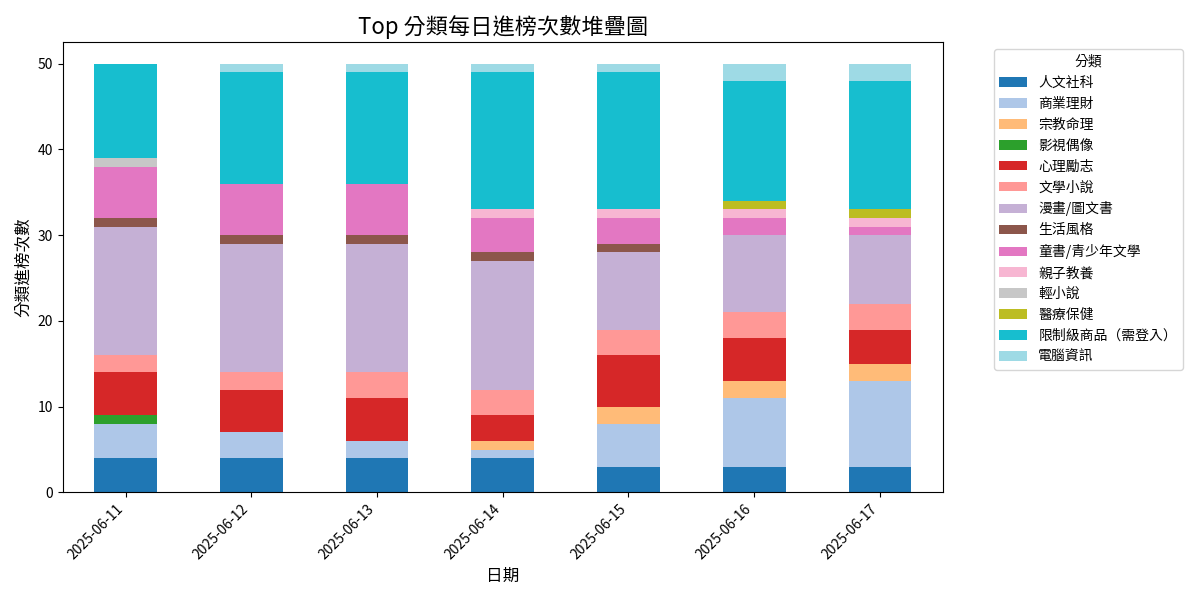 Top 分類每日進榜次數堆疊圖
分類進榜次數
50
40
30
20
10
0
2025-06-11
2025-06-12
2025-06-13
2025-06-14
2025-06-15
2025-06-16
2025-06-17
日期
分類
人文社科
商業理財
宗教命理
影視偶像
心理勵志
文學小說
漫畫/圖文書
生活風格
童書/青少年文學
親子教養
輕小說
醫療保健
限制級商品（需登入）
電腦資訊